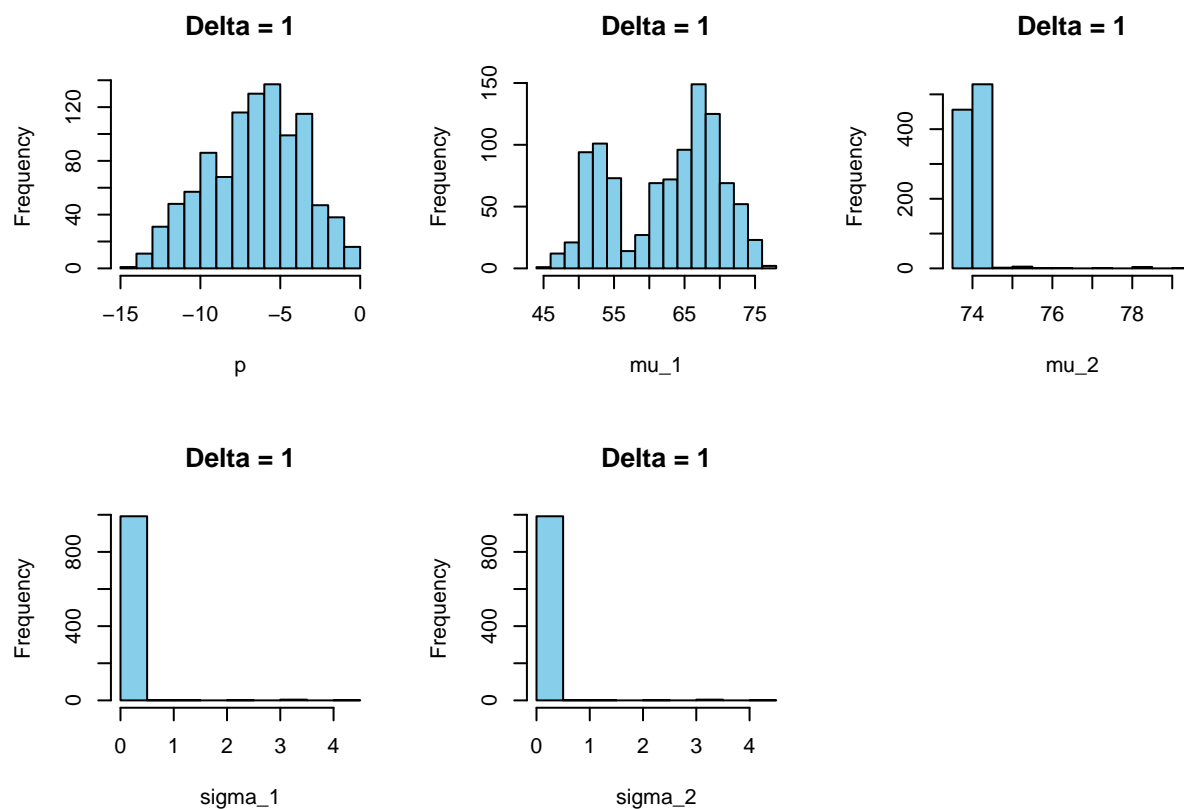 Delta = 1
Frequency
0 40 80 120
−15 −10 −5 0
p
Delta = 1
Frequency
0 50 100 150
45 55 65 75
mu_1
Delta = 1
Frequency
0 200 400
74 76 78
mu_2
Delta = 1
Frequency
0 400 800
0 1 2 3 4
sigma_1
Delta = 1
Frequency
0 400 800
0 1 2 3 4
sigma_2